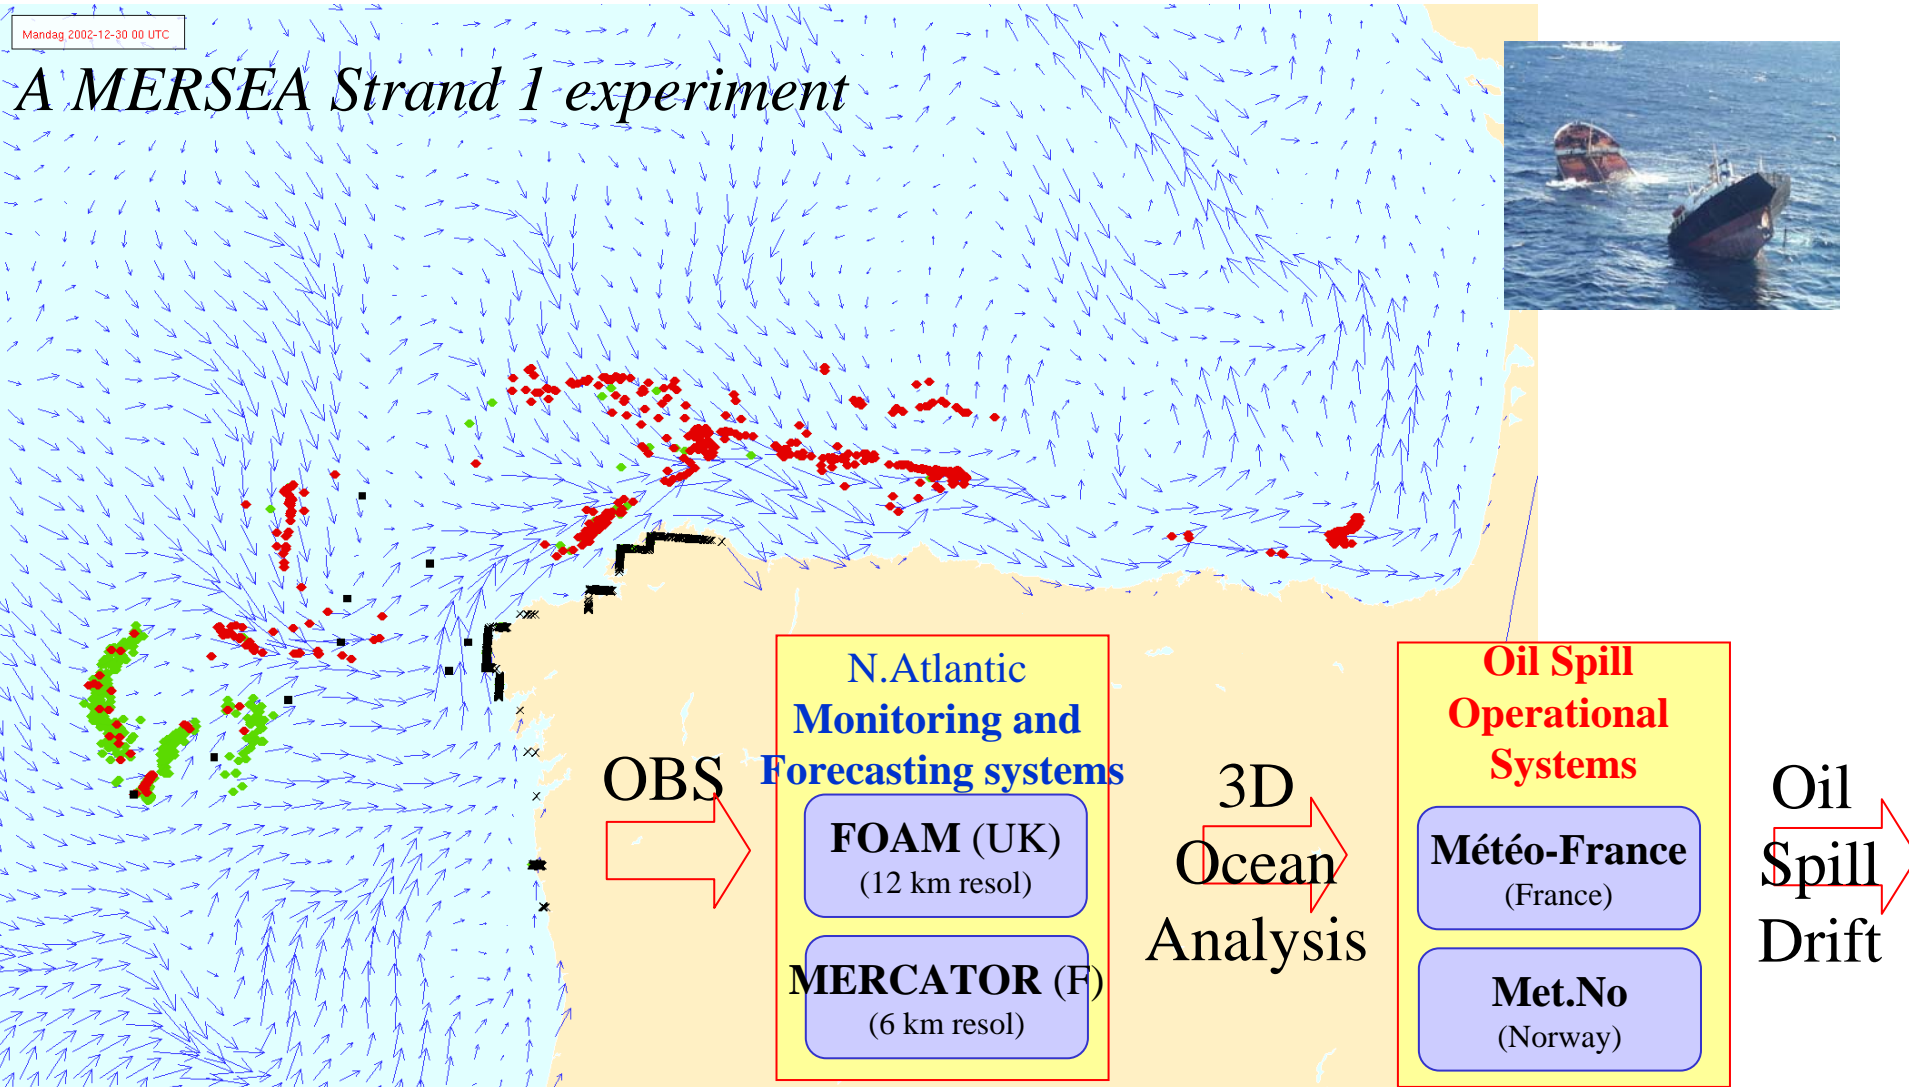 Mandag 2002-12-30 00 UTC
A MERSEA Strand 1 experiment
OBS
N.Atlantic
Monitoring and
Forecasting systems
FOAM (UK)
(12 km resol)
MERCATOR (F)
(6 km resol)
3D
Ocean
Analysis
Oil Spill
Operational
Systems
Météo-France
(France)
Met.No
(Norway)
Oil
Spill
Drift